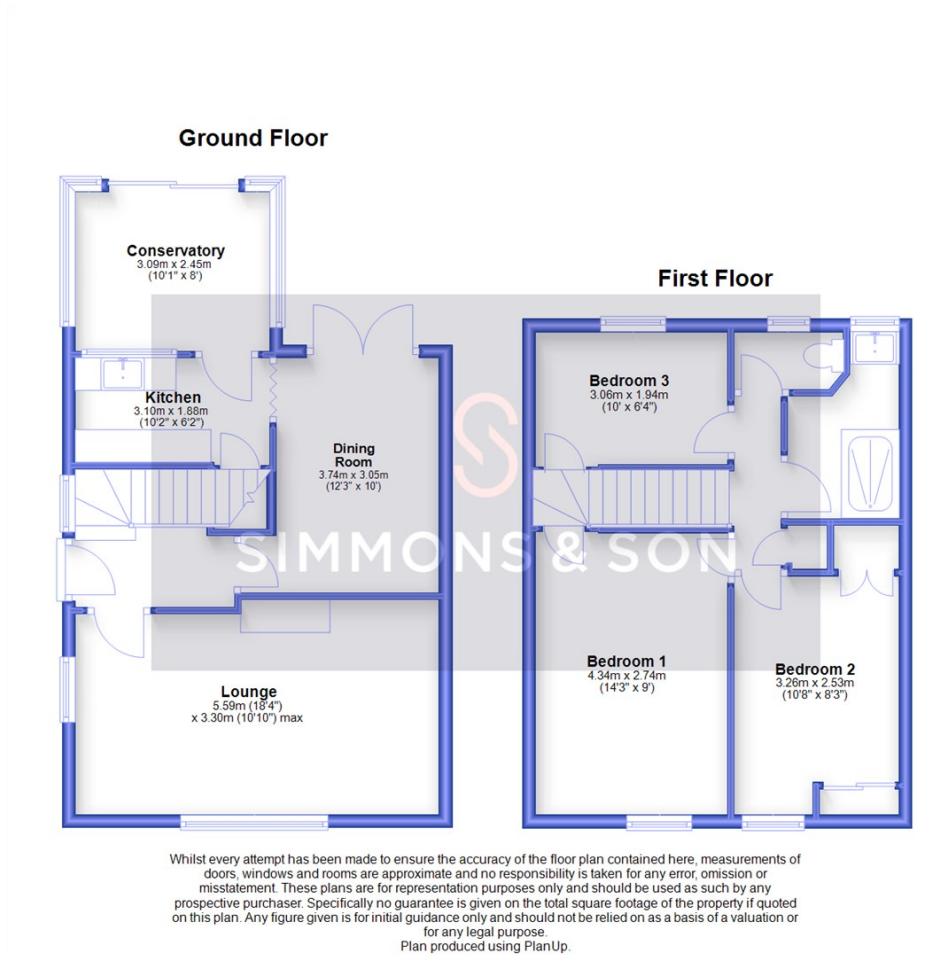 Ground Floor
Conservatory
3.09m x 2.45m
(10'1" x 8')
Kitchen
3.10m x 1.88m
(10'2" x 6'2")
Dining
Room
3.74m x 3.05m
(12'3" x 10')
Lounge
5.59m (18'4")
x 3.30m (10'10") max
First Floor
Bedroom 3
3.06m x 1.94m
(10' x 6'4")
Bedroom 1
4.34m x 2.74m
(14'3" x 9')
Bedroom 2
3.26m x 2.53m
(10'8" x 8'3")
S
SIMMONS & SON
Whilst every attempt has been made to ensure the accuracy of the floor plan contained here, measurements of
doors, windows and rooms are approximate and no responsibility is taken for any error, omission or
misstatement. These plans are for representation purposes only and should be used as such by any
prospective purchaser. Specifically no guarantee is given on the total square footage of the property if quoted
on this plan. Any figure given is for initial guidance only and should not be relied on as a basis of a valuation or
for any legal purpose.
Plan produced using PlanUp.